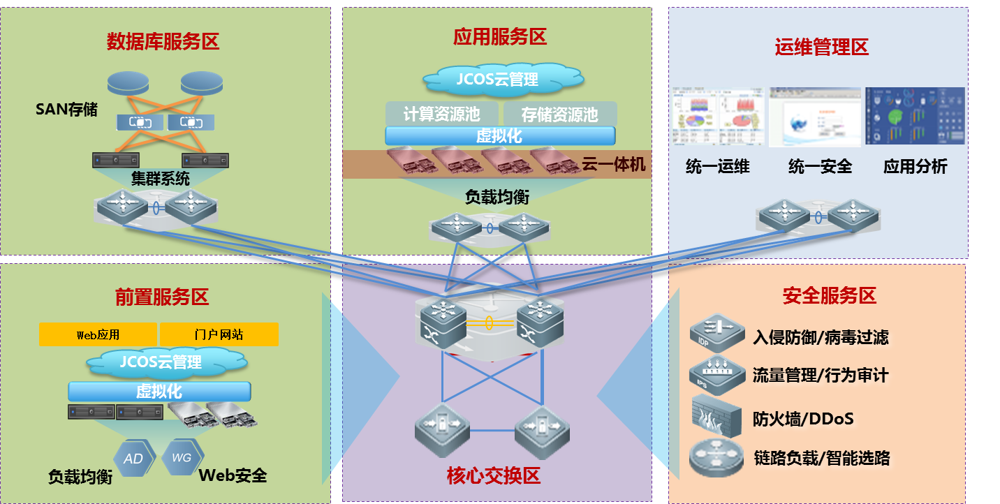 数据库服务区
SAN存储
集群系统
应用服务区
JCOS云管理
计算资源池
存储资源池
虚拟化
云一体机
负载均衡
运维管理区
统一运维
统一安全
应用分析
前置服务区
Web应用
门户网站
JCOS云管理
虚拟化
AD
WG
负载均衡
Web安全
核心交换区
安全服务区
IDP
入侵防御/病毒过滤
IPS
流量管理/行为审计
防火墙/DDoS
链路负载/智能选路